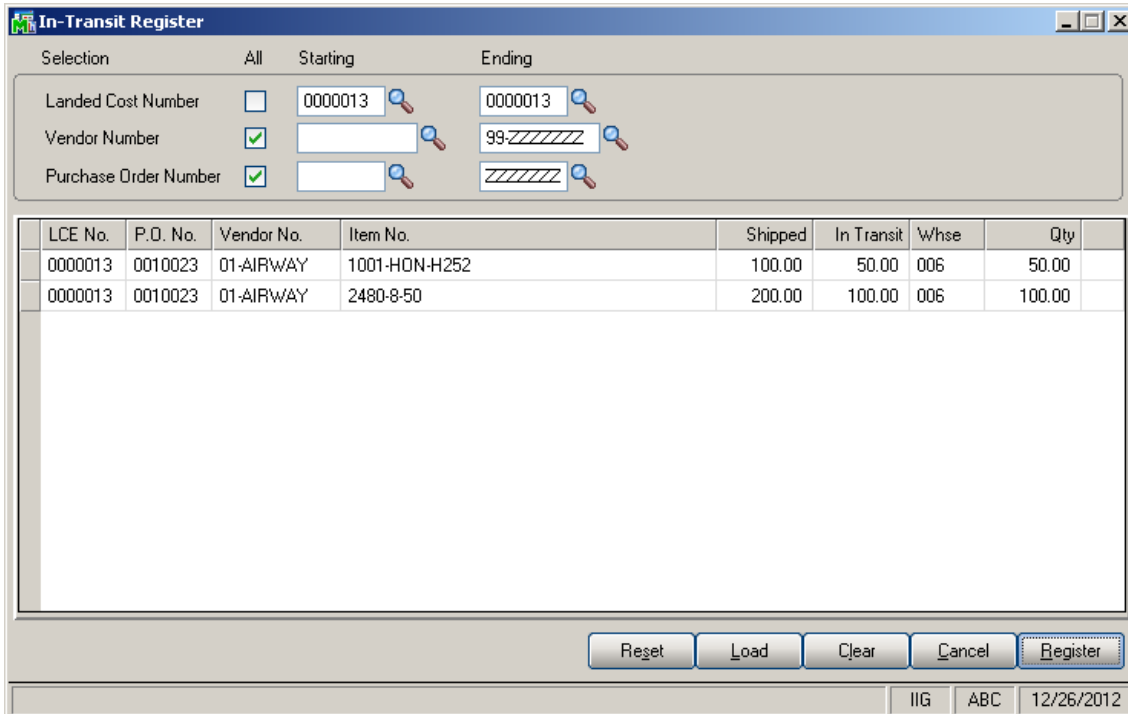 In-Transit Register
Selection All Starting Ending
Landed Cost Number 0000013 0000013
Vendor Number 99-ZZZZZZZ
Purchase Order Number ZZZZZZZ
LCE No. P.O. No. Vendor No. Item No. Shipped In Transit Whse Qty
0000013 0010023 01-AIRWAY 1001-HON-H252 100.00 50.00 006 50.00
0000013 0010023 01-AIRWAY 2480-8-50 200.00 100.00 006 100.00
Reset Load Clear Cancel Register
IIG ABC 12/26/2012